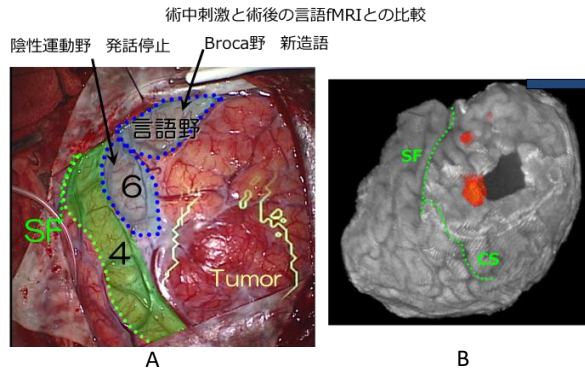 術中刺激と術後の言語fMRIとの比較
陰性運動野　発話停止
Broca野　新造語
言語野
6
SF
4
Tumor
A
SF
CS
B